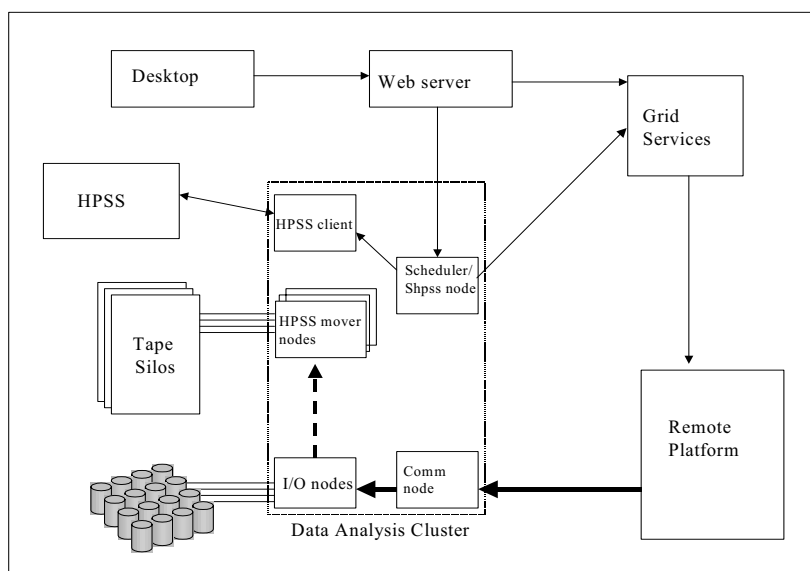 Desktop
Web server
Grid
Services
HPSS
HPSS client
Scheduler/
Shpss node
HPSS mover
nodes
Tape
Silos
Remote
Platform
I/O nodes
Comm
node
Data Analysis Cluster